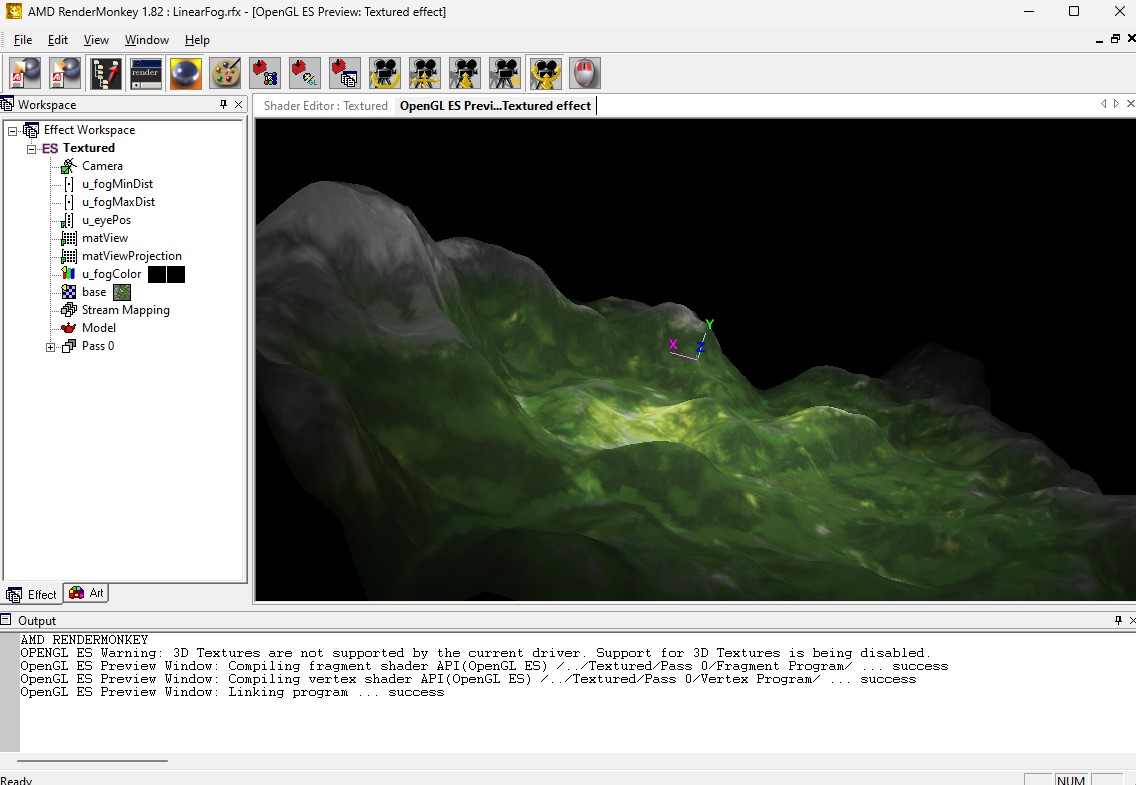 AMD RenderMonkey 1.82 : LinearFog.rfx - [OpenGL ES Preview: Textured effect]
File Edit View Window Help
render
Workspace
Shader Editor : Textured OpenGL ES Previ...Textured effect
Effect Workspace
ES Textured
Camera
u_fogMinDist
u_fogMaxDist
u_eyePos
matView
matViewProjection
u_fogColor
base
Stream Mapping
Model
Pass 0
Y
X
Z
Effect Art
Output
AMD RENDERMONKEY
OPENGL ES Warning: 3D Textures are not supported by the current driver. Support for 3D Textures is being disabled.
OpenGL ES Preview Window: Compiling fragment shader API(OpenGL ES) /../Textured/Pass 0/Fragment Program/ ... success
OpenGL ES Preview Window: Compiling vertex shader API(OpenGL ES) /../Textured/Pass 0/Vertex Program/ ... success
OpenGL ES Preview Window: Linking program ... success
Ready NUM